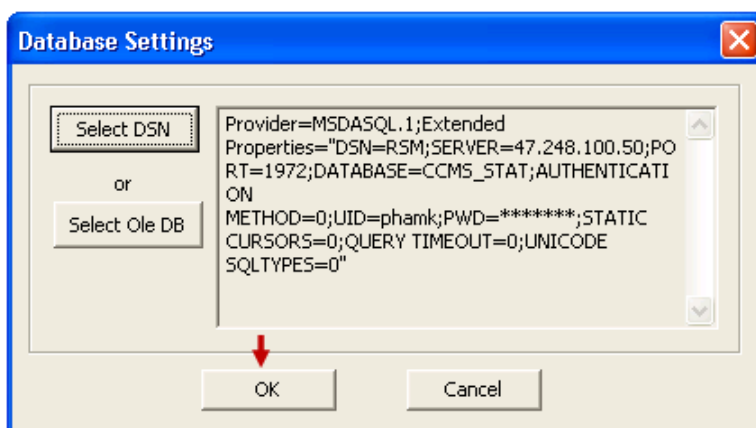 Database Settings
Select DSN
or
Select Ole DB
Provider=MSDASQL.1;Extended
Properties="DSN=RSM;SERVER=47.248.100.50;PO
RT=1972;DATABASE=CCMS_STAT;AUTHENTICATI
ON
METHOD=0;UID=phamk;PWD=*******;STATIC
CURSORS=0;QUERY TIMEOUT=0;UNICODE
SQLTYPES=0"
OK
Cancel